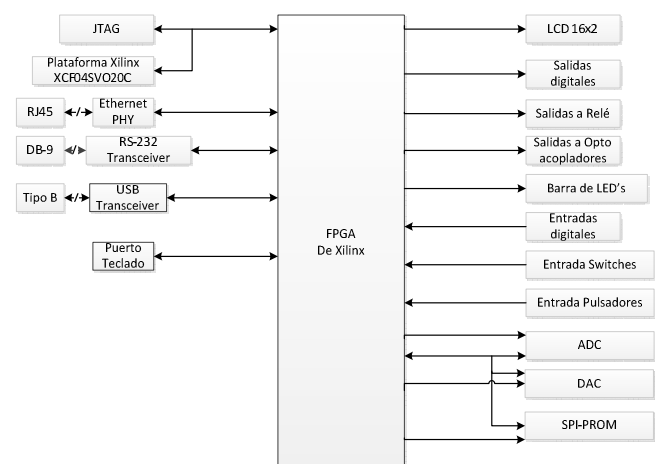 JTAG
Plataforma Xilinx
XCF04SVO20C
RJ45
Ethernet
PHY
DB-9
RS-232
Transceiver
Tipo B
USB
Transceiver
Puerto
Teclado
FPGA
De Xilinx
LCD 16x2
Salidas
digitales
Salidas a Relé
Salidas a Opto
acopladores
Barra de LED's
Entradas
digitales
Entrada Switches
Entrada Pulsadores
ADC
DAC
SPI-PROM